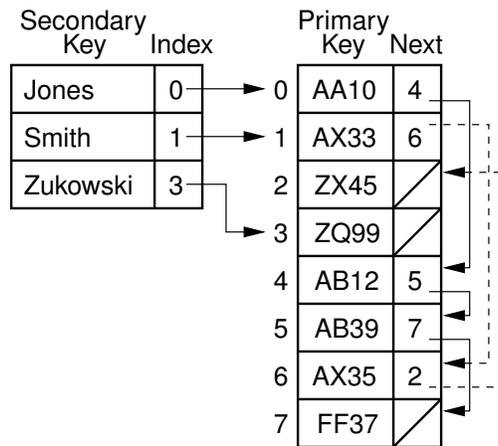 Secondary Key Index
Jones 0
Smith 1
Zukowski 3
Primary Key Next
0 AA10 4
1 AX33 6
2 ZX45
3 ZQ99
4 AB12 5
5 AB39 7
6 AX35 2
7 FF37